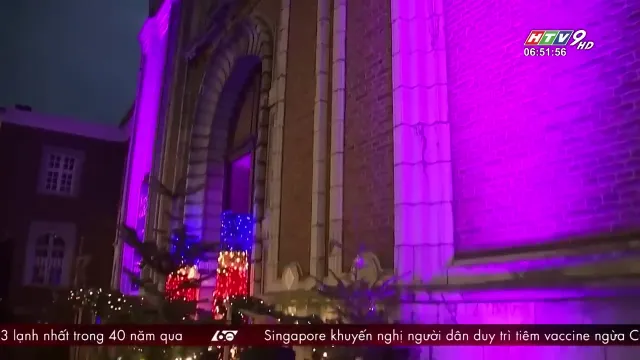 HTV9 HD
06:51:56
3 lạnh nhất trong 40 năm qua 60 Singapore khuyến nghị người dân duy trì tiêm vaccine ngừa C